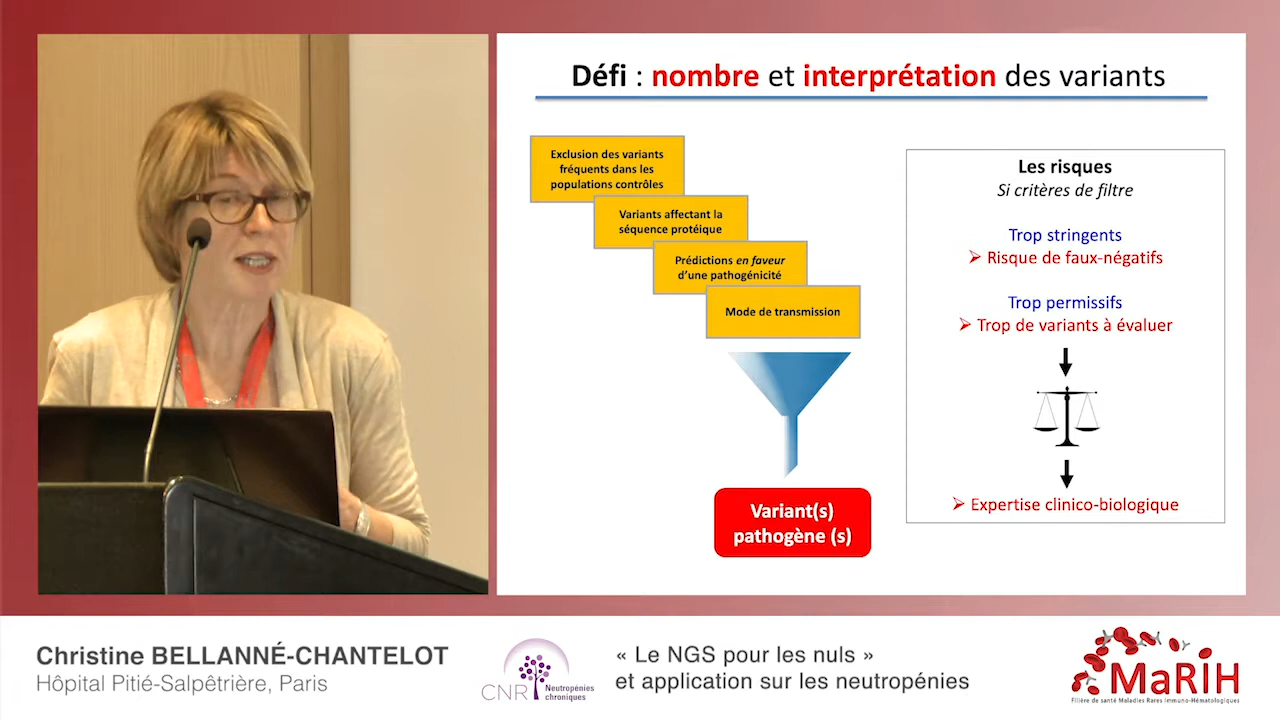 Défi : nombre et interprétation des variants
Exclusion des variants
fréquents dans les
populations contrôles
Variants affectant la
séquence protéique
Prédictions en faveur
d'une pathogénicité
Mode de transmission
Variant(s)
pathogène (s)
Les risques
Si critères de filtre
Trop stringents
➢ Risque de faux-négatifs
Trop permissifs
➢ Trop de variants à évaluer
➢ Expertise clinico-biologique
Christine BELLANNÉ-CHANTELOT
Hôpital Pitié-Salpêtrière, Paris
CNR Neutropénies
chroniques
« Le NGS pour les nuls »
et application sur les neutropénies
MaRIH
Filière de santé Maladies Rares Immuno-Hématologiques